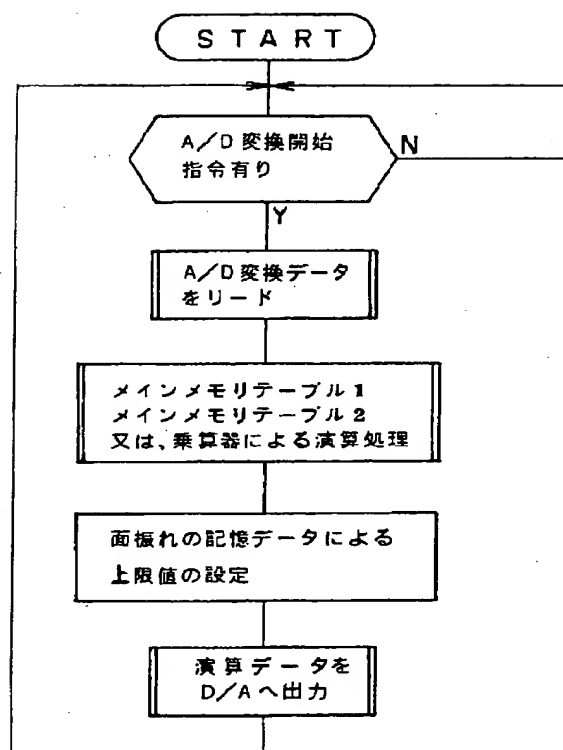 START
A/D変換開始
指令有り
N
Y
A/D変換データ
をリード
メインメモリテーブル1
メインメモリテーブル2
又は、乗算器による演算処理
面振れの記憶データによる
上限値の設定
演算データを
D/Aへ出力